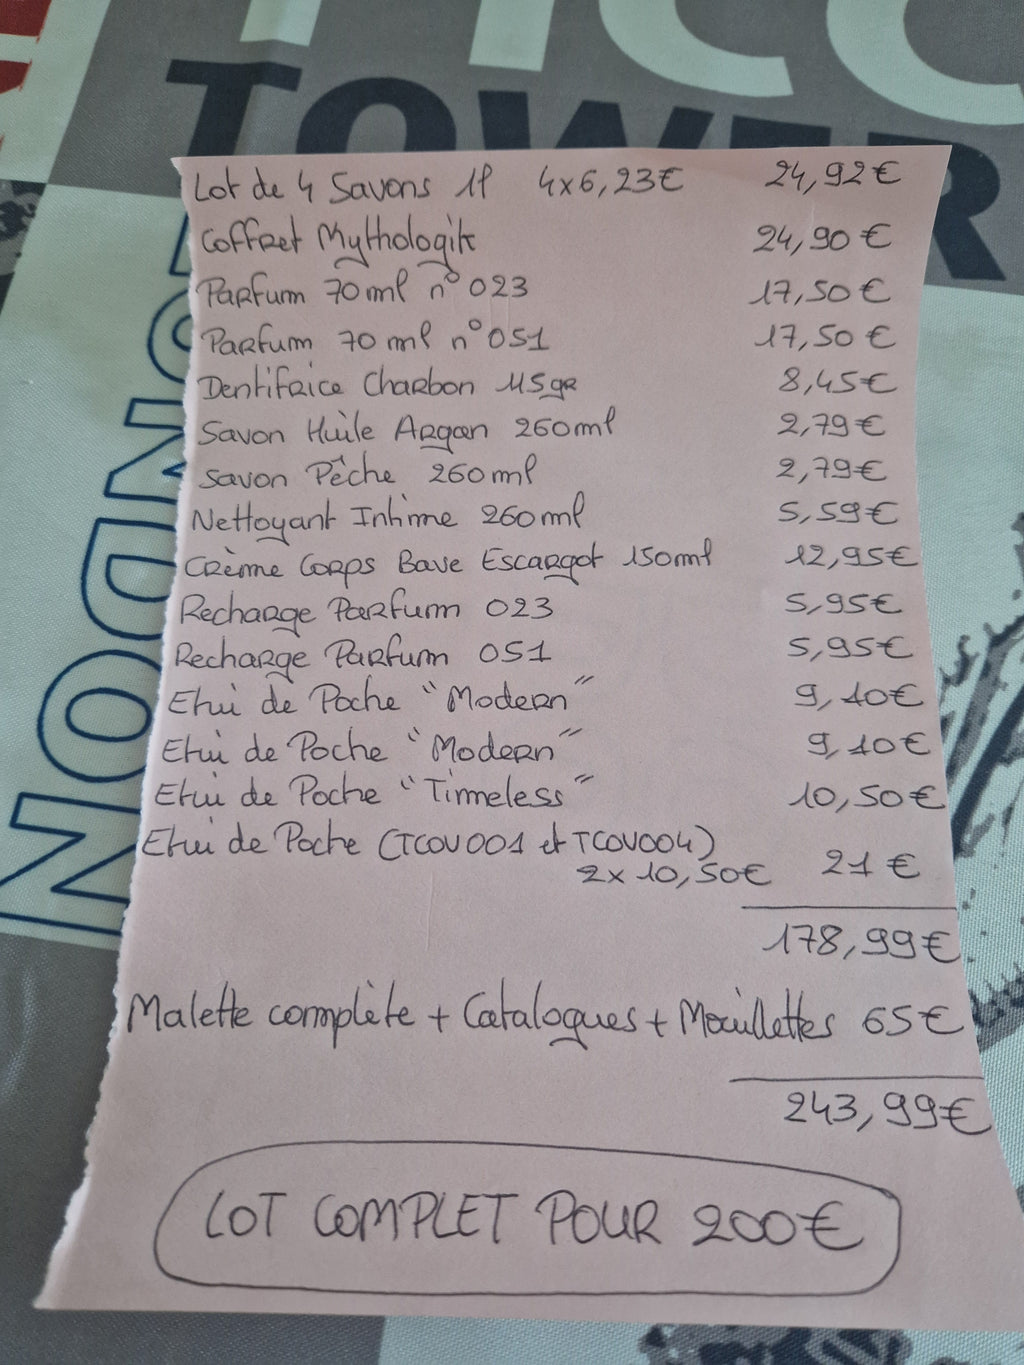 TOWER
LONDON
Lot de 4 Savons 1l 4x6,23€ 24,92€
Coffret Mythologik 24,90€
Parfum 70ml n°023 17,50€
Parfum 70ml n°051 17,50€
Dentifrice Charbon 115gr 8,45€
Savon Huile Argan 260ml 2,79€
Savon Pêche 260ml 2,79€
Nettoyant Intime 260ml 5,59€
Crème Corps Bave Escargot 150ml 12,95€
Recharge Parfum 023 5,95€
Recharge Parfum 051 5,95€
Etui de Poche "Modern" 9,10€
Etui de Poche "Modern" 9,10€
Etui de Poche "Timeless" 10,50€
Etui de Poche (TCOV001 et TCOV004)
2x10,50€ 21€
178,99€
Malette complète + Catalogues + Mouillettes 65€
243,99€
LOT COMPLET POUR 200€